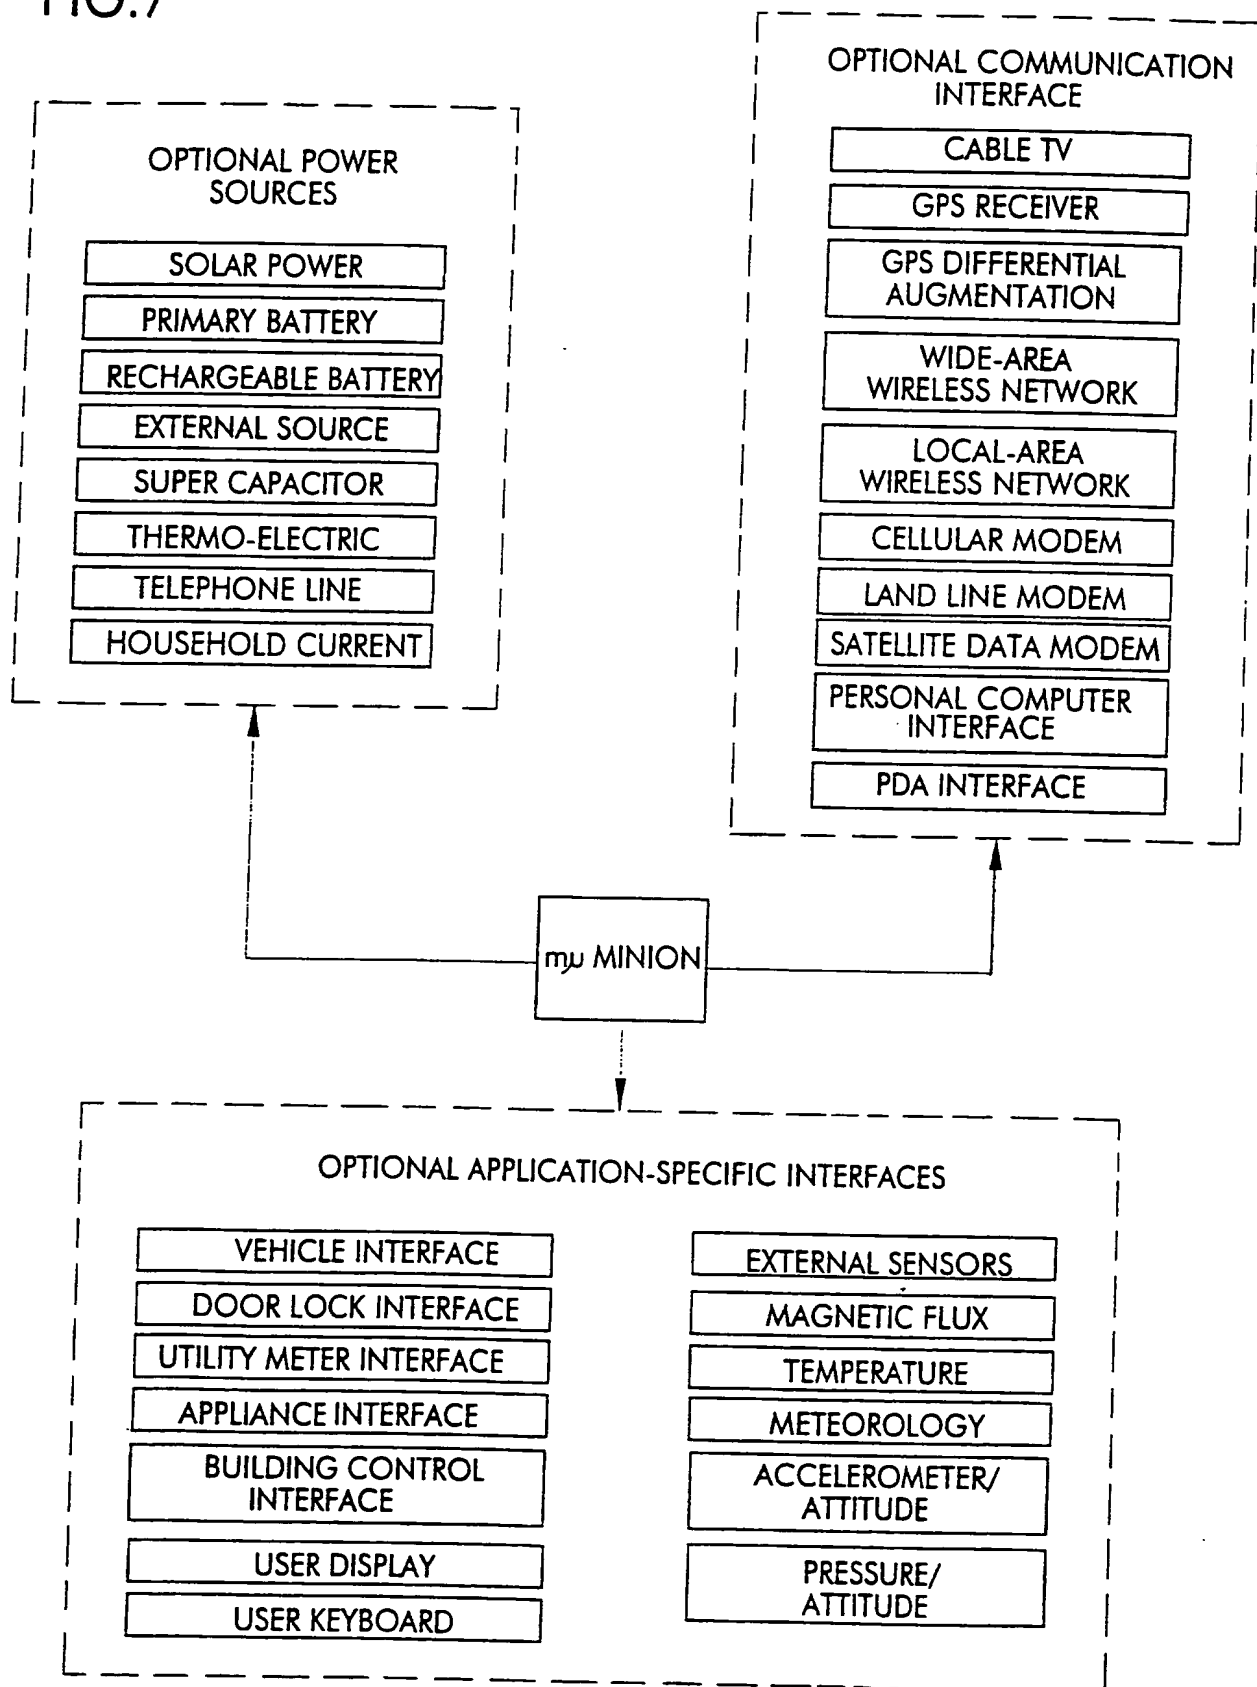 FIG.7
OPTIONAL POWER
SOURCES
SOLAR POWER
PRIMARY BATTERY
RECHARGEABLE BATTERY
EXTERNAL SOURCE
SUPER CAPACITOR
THERMO-ELECTRIC
TELEPHONE LINE
HOUSEHOLD CURRENT
OPTIONAL COMMUNICATION
INTERFACE
CABLE TV
GPS RECEIVER
GPS DIFFERENTIAL
AUGMENTATION
WIDE-AREA
WIRELESS NETWORK
LOCAL-AREA
WIRELESS NETWORK
CELLULAR MODEM
LAND LINE MODEM
SATELLITE DATA MODEM
PERSONAL COMPUTER
INTERFACE
PDA INTERFACE
mµ MINION
OPTIONAL APPLICATION-SPECIFIC INTERFACES
VEHICLE INTERFACE
DOOR LOCK INTERFACE
UTILITY METER INTERFACE
APPLIANCE INTERFACE
BUILDING CONTROL
INTERFACE
USER DISPLAY
USER KEYBOARD
EXTERNAL SENSORS
MAGNETIC FLUX
TEMPERATURE
METEOROLOGY
ACCELEROMETER/
ATTITUDE
PRESSURE/
ATTITUDE